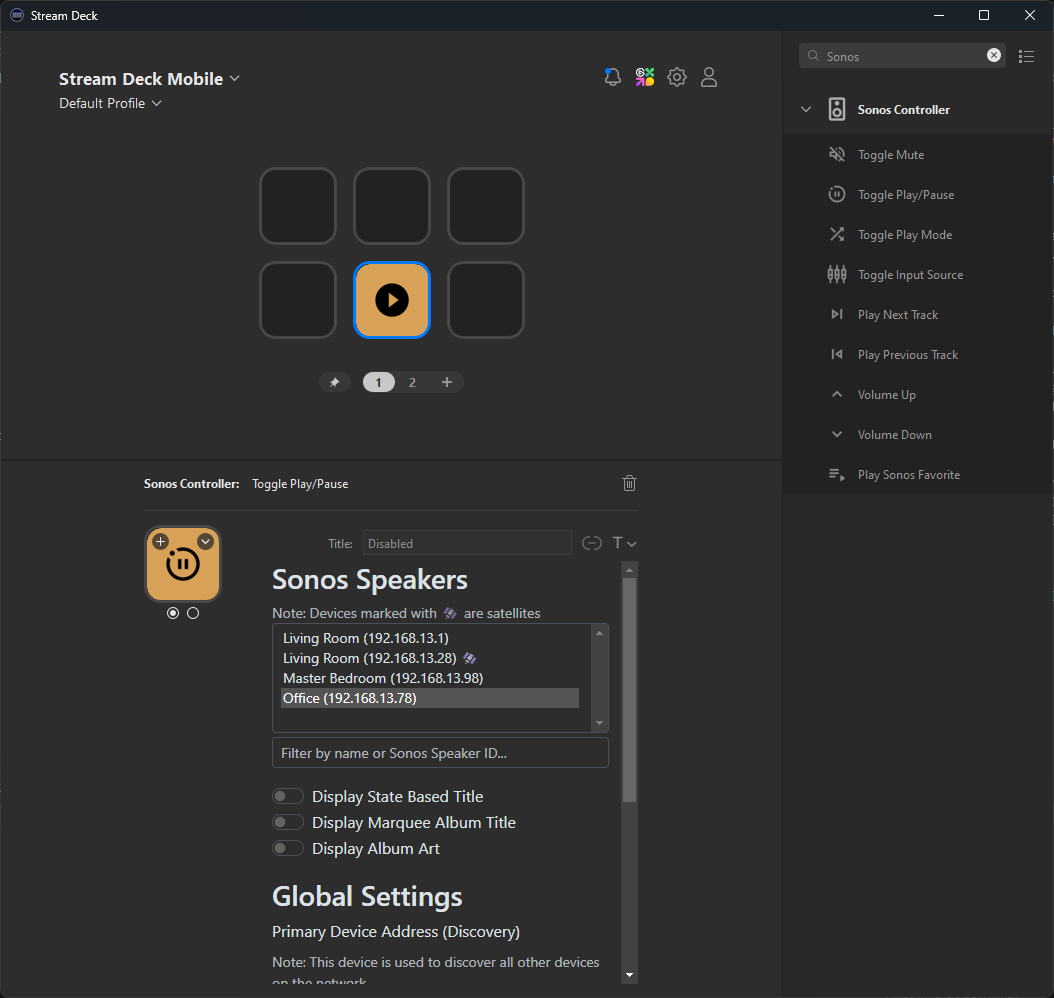 Stream Deck
Stream Deck Mobile
Default Profile
1 2 +
Sonos
Sonos Controller
Toggle Mute
Toggle Play/Pause
Toggle Play Mode
Toggle Input Source
Play Next Track
Play Previous Track
Volume Up
Volume Down
Play Sonos Favorite
Sonos Controller: Toggle Play/Pause
Title: Disabled
T
Sonos Speakers
Note: Devices marked with 🛰 are satellites
Living Room (192.168.13.1)
Living Room (192.168.13.28) 🛰
Master Bedroom (192.168.13.98)
Office (192.168.13.78)
Filter by name or Sonos Speaker ID...
Display State Based Title
Display Marquee Album Title
Display Album Art
Global Settings
Primary Device Address (Discovery)
Note: This device is used to discover all other devices
on the network